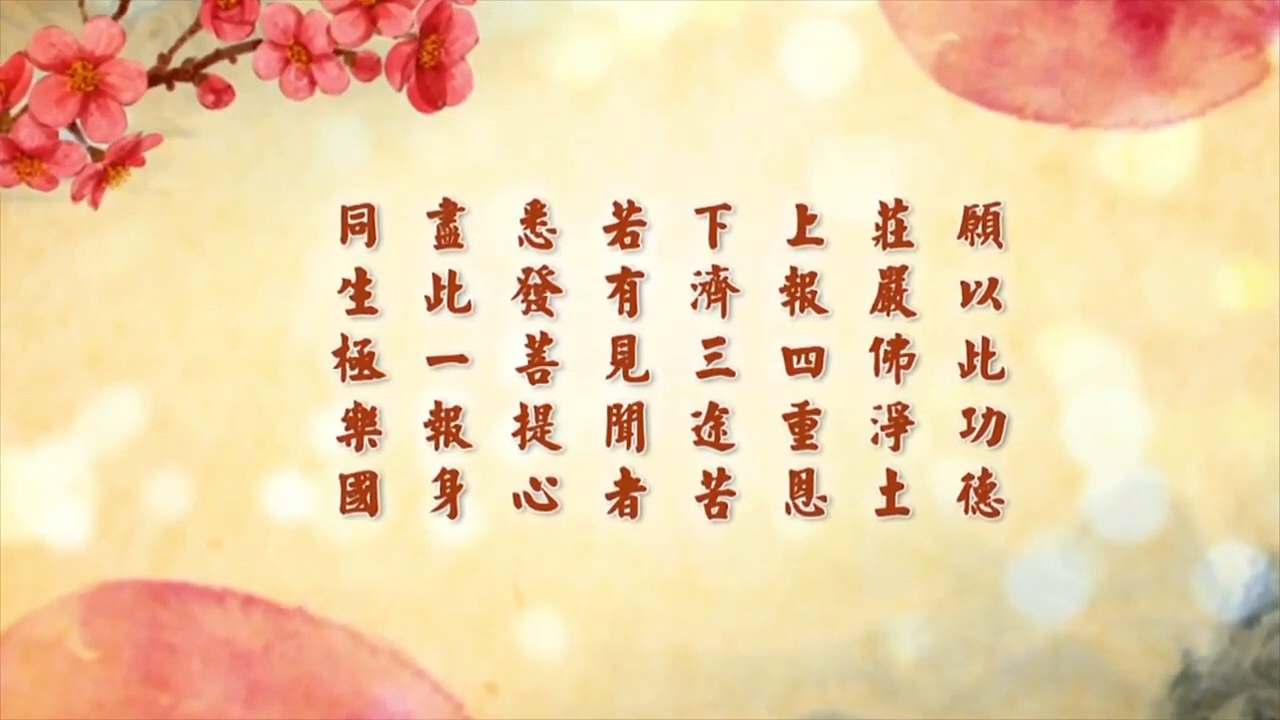 願以此功德
莊嚴佛淨土
上報四重恩
下濟三途苦
若有見聞者
悉發菩提心
盡此一報身
同生極樂國